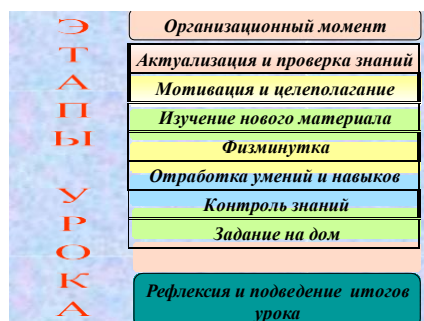 ЭТАПЫ УРОКА
Организационный момент
Актуализация и проверка знаний
Мотивация и целеполагание
Изучение нового материала
Физминутка
Отработка умений и навыков
Контроль знаний
Задание на дом
Рефлексия и подведение итогов
урока